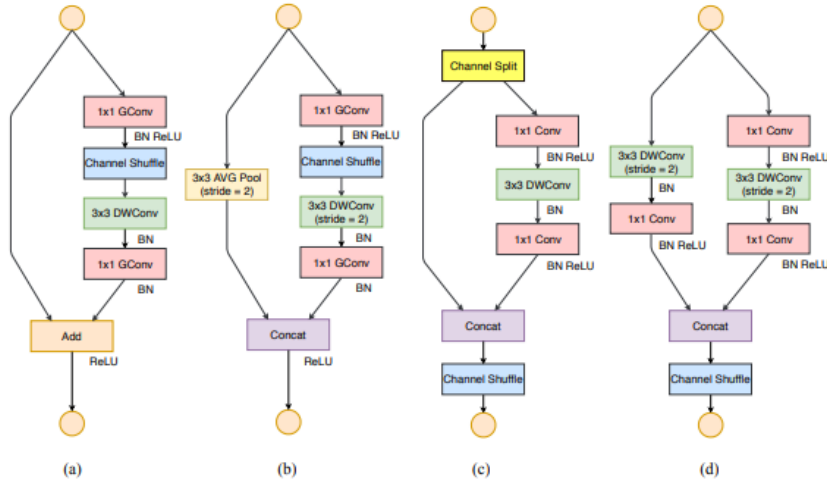 1x1 GConv
BN ReLU
Channel Shuffle
3x3 DWConv
BN
1x1 GConv
BN
Add
ReLU
(a)
1x1 GConv
BN ReLU
3x3 AVG Pool
(stride = 2)
Channel Shuffle
3x3 DWConv
(stride = 2)
BN
1x1 GConv
BN
Concat
ReLU
(b)
Channel Split
1x1 Conv
BN ReLU
3x3 DWConv
BN
1x1 Conv
BN ReLU
Concat
Channel Shuffle
(c)
3x3 DWConv
(stride = 2)
BN
1x1 Conv
BN ReLU
1x1 Conv
BN ReLU
3x3 DWConv
(stride = 2)
BN
1x1 Conv
BN ReLU
Concat
Channel Shuffle
(d)